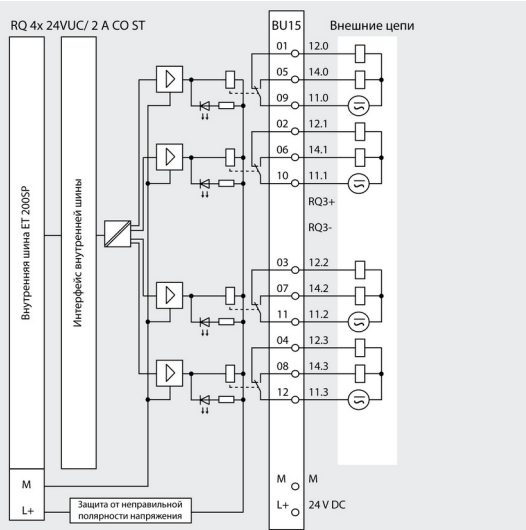 RQ 4x 24VUC/ 2 A CO ST
BU15
Внешние цепи
01 12.0
05 14.0
09 11.0
02 12.1
06 14.1
10 11.1
RQ3+
RQ3-
03 12.2
07 14.2
11 11.2
04 12.3
08 14.3
12 11.3
Внутренняя шина ET 200SP
Интерфейс внутренней шины
M
M M
L+
Защита от неправильной
полярности напряжения
L+ 24 V DC